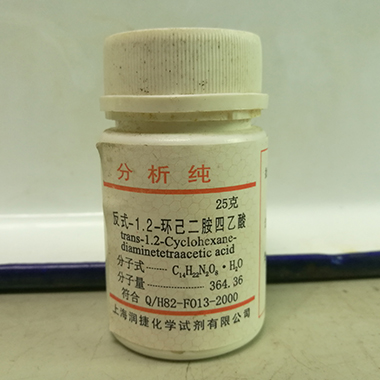 分析纯
25克
反式-1.2-环己二胺四乙酸
trans-1.2-Cyclohexane-
diaminetetraacetic acid
分子式┄┄ C₁₄H₂₂N₂O₈·H₂O
分子量┄┄ 364.36
符合 Q/H82-F013-2000
上海润捷化学试剂有限公